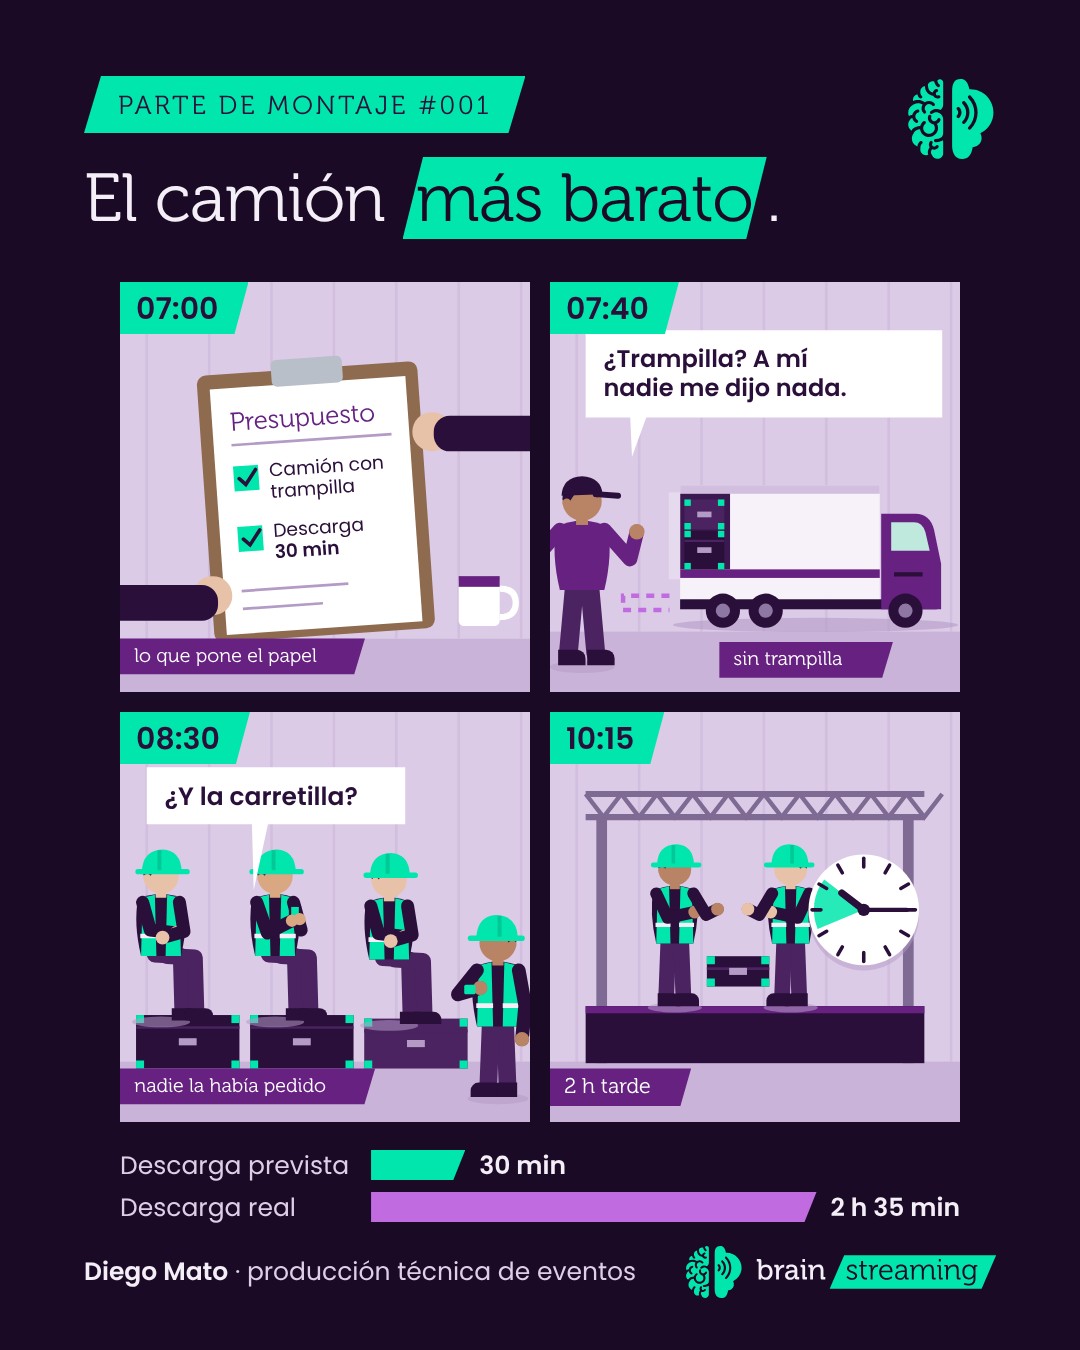 PARTE DE MONTAJE #001
El camión más barato.
07:00
Presupuesto
Camión con
trampilla
Descarga
30 min
lo que pone el papel
07:40
¿Trampilla? A mí
nadie me dijo nada.
sin trampilla
08:30
¿Y la carretilla?
nadie la había pedido
10:15
2 h tarde
Descarga prevista 30 min
Descarga real 2 h 35 min
Diego Mato · producción técnica de eventos
brain streaming